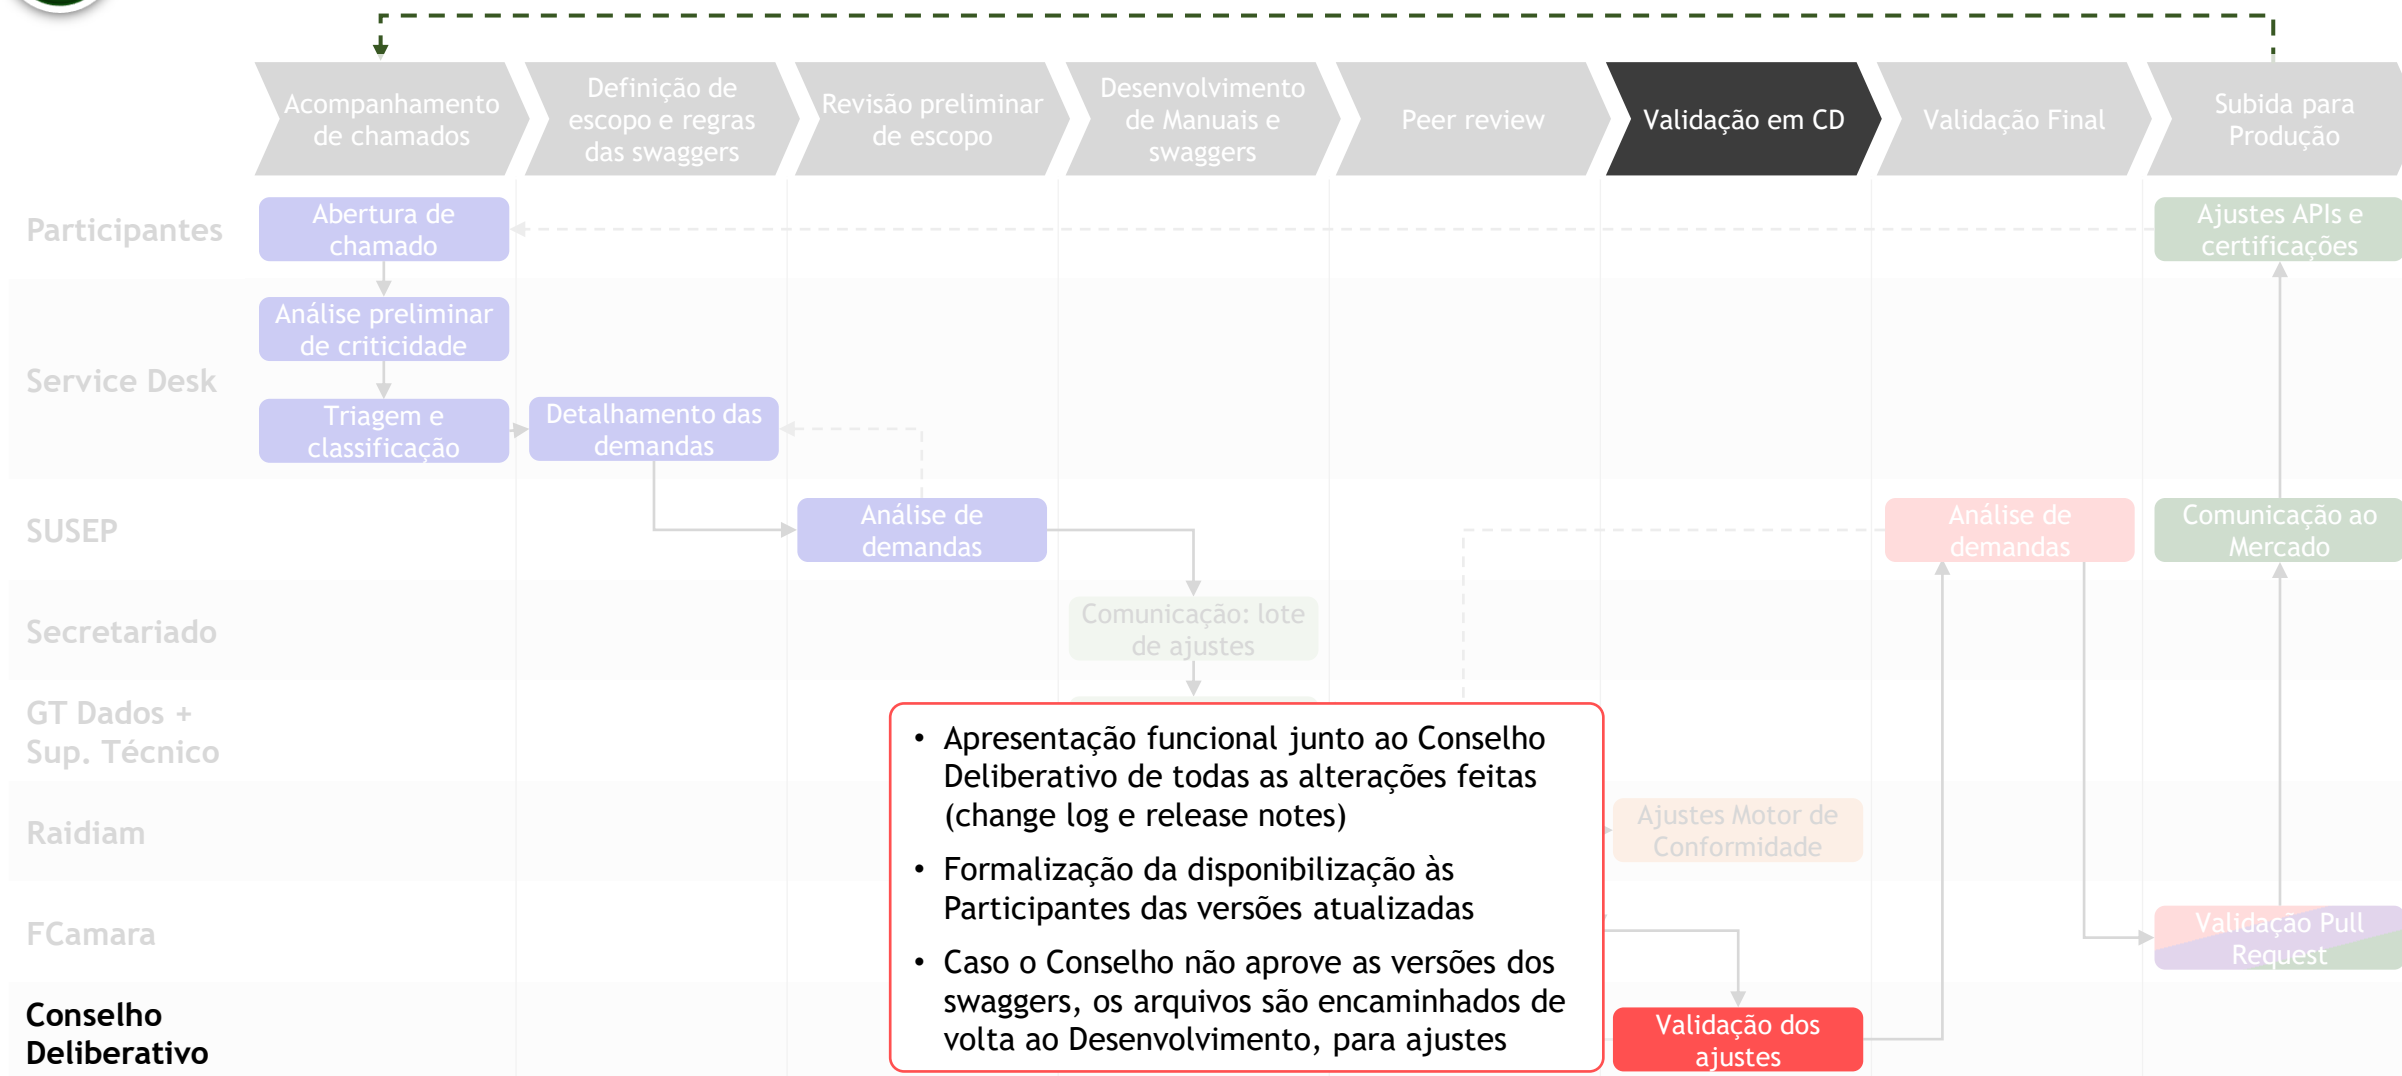 Acompanhamento
de chamados
Definição de
escopo e regras
das swaggers
Revisão preliminar
de escopo
Desenvolvimento
de Manuais e
swaggers
Peer review
Validação em CD
Validação Final
Subida para
Produção
Participantes
Abertura de
chamado
Ajustes APIs e
certificações
Service Desk
Análise preliminar
de criticidade
Triagem e
classificação
Detalhamento das
demandas
SUSEP
Análise de
demandas
Análise de
demandas
Comunicação ao
Mercado
Secretariado
Comunicação: lote
de ajustes
GT Dados +
Sup. Técnico
Raidiam
Ajustes Motor de
Conformidade
FCamara
Validação Pull
Request
Conselho
Deliberativo
Validação dos
ajustes
• Apresentação funcional junto ao Conselho
Deliberativo de todas as alterações feitas
(change log e release notes)
• Formalização da disponibilização às
Participantes das versões atualizadas
• Caso o Conselho não aprove as versões dos
swaggers, os arquivos são encaminhados de
volta ao Desenvolvimento, para ajustes